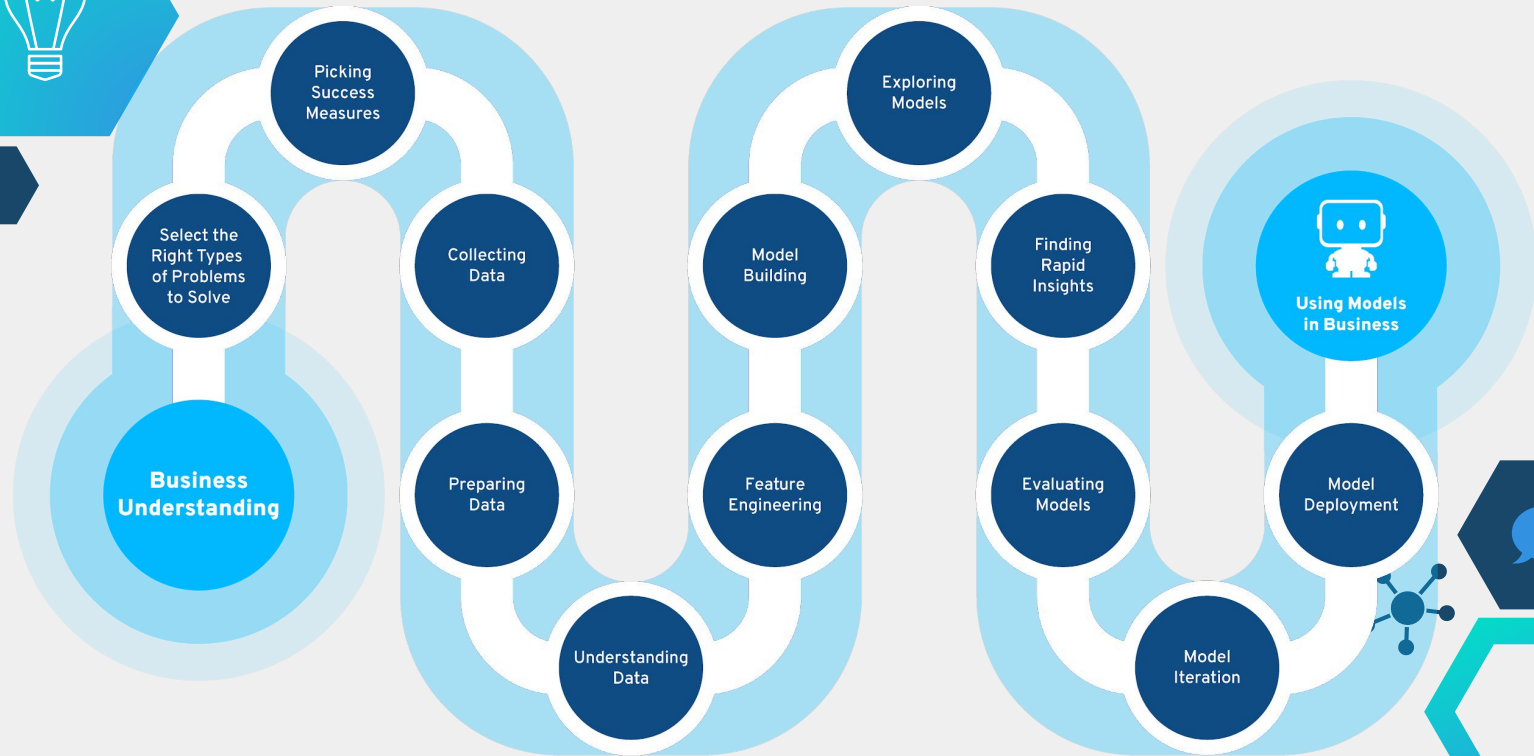 Business
Understanding
Select the
Right Types
of Problems
to Solve
Picking
Success
Measures
Collecting
Data
Preparing
Data
Understanding
Data
Feature
Engineering
Model
Building
Exploring
Models
Finding
Rapid
Insights
Evaluating
Models
Model
Iteration
Model
Deployment
Using Models
in Business